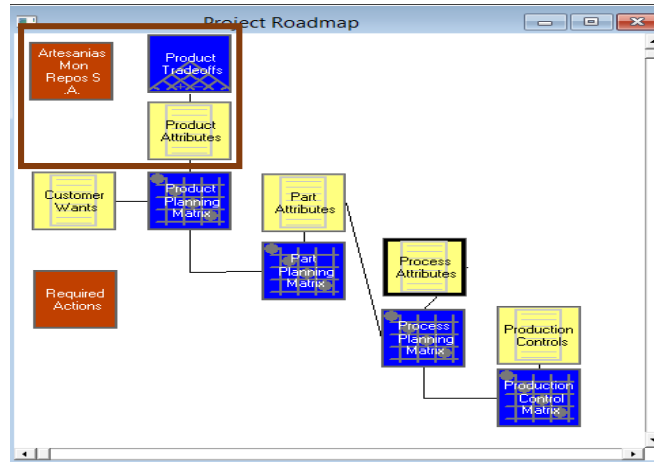 Project Roadmap
Artesanias
Mon
Repos S
.A.
Product
Tradeoffs
Product
Attributes
Customer
Wants
Product
Planning
Matrix
Part
Attributes
Part
Planning
Matrix
Process
Attributes
Required
Actions
Process
Planning
Matrix
Production
Controls
Production
Control
Matrix